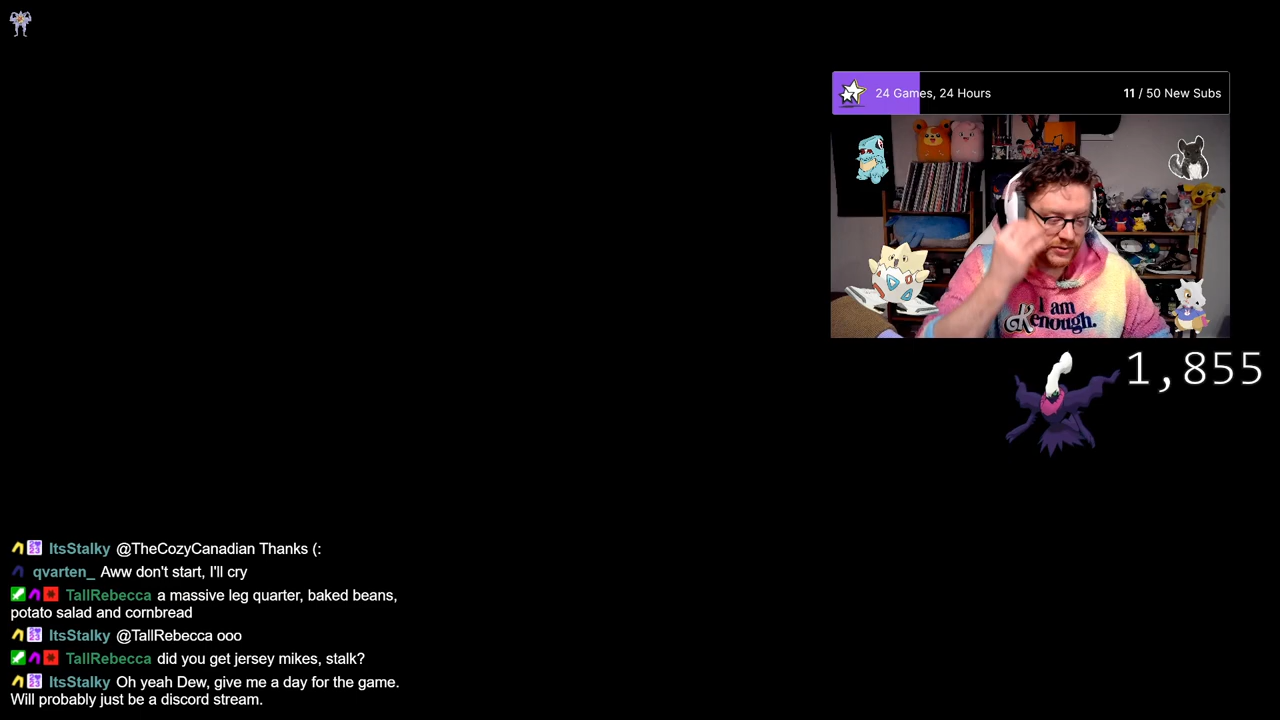 24 Games, 24 Hours
11 / 50 New Subs
I am
Kenough.
1,855
ItsStalky @TheCozyCanadian Thanks (:
qvarten_ Aww don't start, I'll cry
TallRebecca a massive leg quarter, baked beans,
potato salad and cornbread
ItsStalky @TallRebecca ooo
TallRebecca did you get jersey mikes, stalk?
ItsStalky Oh yeah Dew, give me a day for the game.
Will probably just be a discord stream.